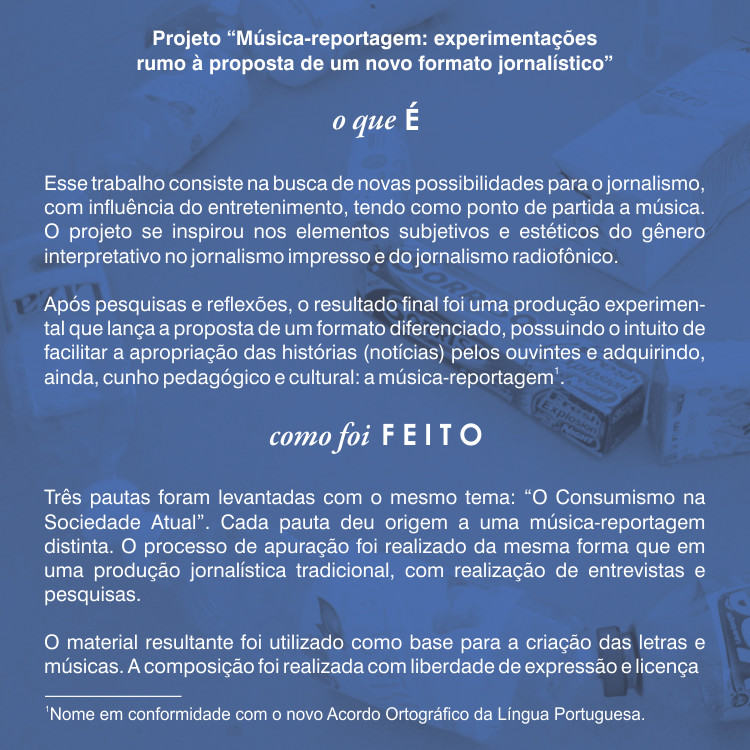 Projeto “Música-reportagem: experimentações
rumo à proposta de um novo formato jornalístico”
o que É
Esse trabalho consiste na busca de novas possibilidades para o jornalismo,
com influência do entretenimento, tendo como ponto de partida a música.
O projeto se inspirou nos elementos subjetivos e estéticos do gênero
interpretativo no jornalismo impresso e do jornalismo radiofônico.
Após pesquisas e reflexões, o resultado final foi uma produção experimen-
tal que lança a proposta de um formato diferenciado, possuindo o intuito de
facilitar a apropriação das histórias (notícias) pelos ouvintes e adquirindo,
ainda, cunho pedagógico e cultural: a música-reportagem¹.
como foi FEITO
Três pautas foram levantadas com o mesmo tema: “O Consumismo na
Sociedade Atual”. Cada pauta deu origem a uma música-reportagem
distinta. O processo de apuração foi realizado da mesma forma que em
uma produção jornalística tradicional, com realização de entrevistas e
pesquisas.
O material resultante foi utilizado como base para a criação das letras e
músicas. A composição foi realizada com liberdade de expressão e licença
¹Nome em conformidade com o novo Acordo Ortográfico da Língua Portuguesa.
zero
Explosion